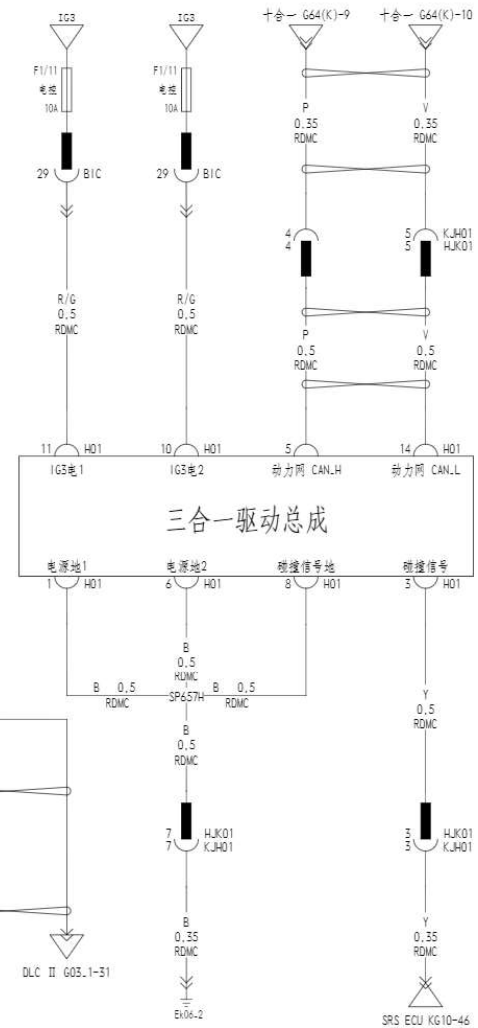 IG3 IG3 十合一 G64(K)-9 十合一 G64(K)-10
F1/11 F1/11
电控 电控
10A 10A
P V
0.35 0.35
RDMC RDMC
29 BIC 29 BIC
4 5 KJH01
4 5 HJK01
R/G R/G
0.5 0.5
RDMC RDMC
P V
0.5 0.5
RDMC RDMC
11 H01 10 H01 5 14 H01
IG3电1 IG3电2 动力网 CAN_H 动力网 CAN_L
三合一驱动总成
电源地1 电源地2 碰撞信号地 碰撞信号
1 H01 6 H01 8 H01 3 H01
B
0.5
RDMC
B 0.5 SP657H B 0.5
RDMC RDMC
Y
0.5
RDMC
B
0.5
RDMC
7 HJK01 3 HJK01
7 KJH01 3 KJH01
B Y
0.35 0.35
RDMC RDMC
DLC II G03.1-31
Ek06-2
SRS ECU KG10-46